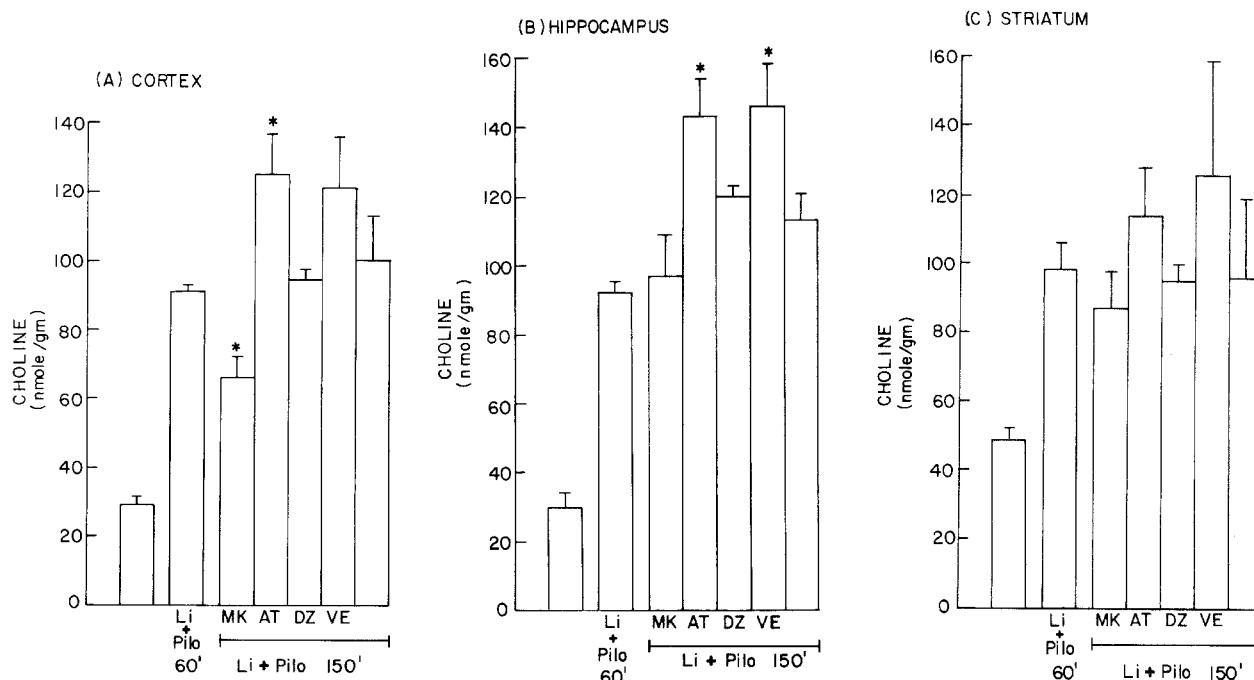 (A) CORTEX
CHOLINE
(nmole/gm)
140
120
100
80
60
40
20
0
*
*
Li
+
Pilo
60'
MK AT DZ VE
Li + Pilo 150'
(B) HIPPOCAMPUS
CHOLINE
(nmole/gm)
160
140
120
100
80
60
40
20
0
*
*
Li
+
Pilo
60'
MK AT DZ VE
Li + Pilo 150'
(C) STRIATUM
CHOLINE
(nmole/gm)
160
140
120
100
80
60
40
20
0
Li
+
Pilo
60'
MK AT DZ VE
Li + Pilo 150'